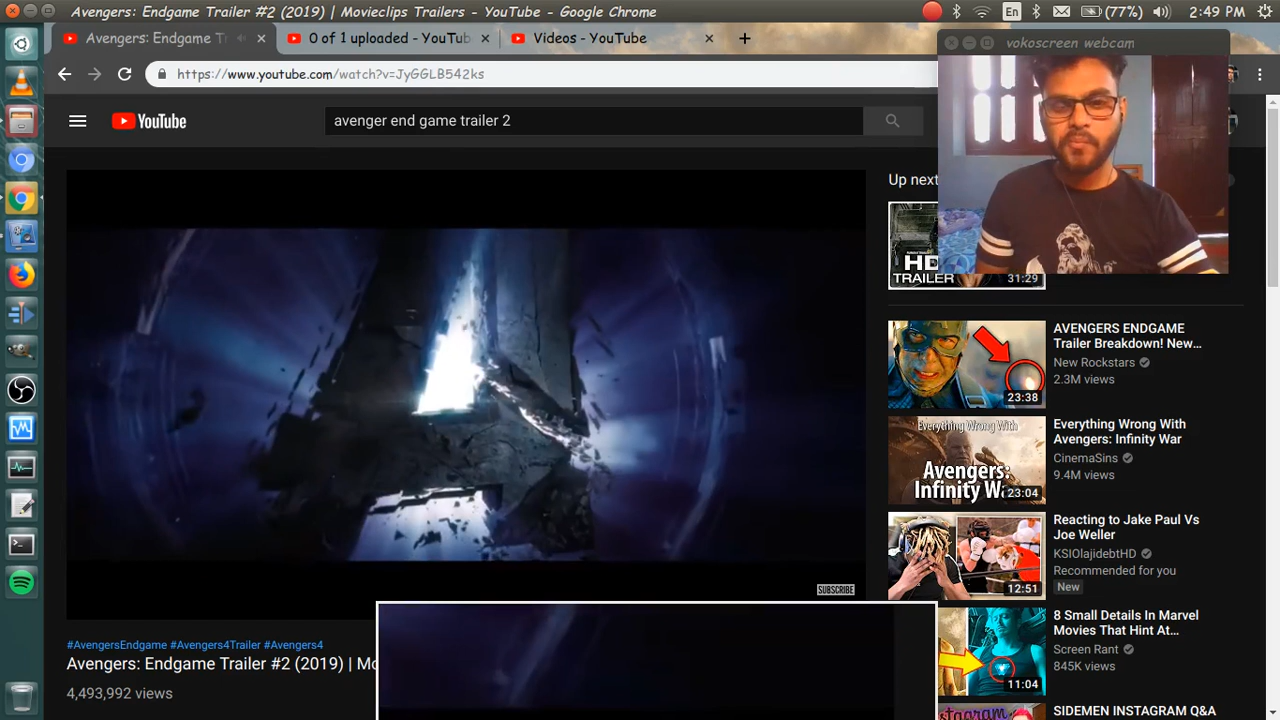 Avengers: Endgame Trailer #2 (2019) | Movieclips Trailers - YouTube - Google Chrome
En
(77%)
2:49 PM
Avengers: Endgame Tr
0 of 1 uploaded - YouTub
Videos - YouTube
vokoscreen webcam
https://www.youtube.com/watch?v=JyGGLB542ks
YouTube
avenger end game trailer 2
Up next
HD
TRAILER
31:29
AVENGERS ENDGAME
Trailer Breakdown! New...
New Rockstars
2.3M views
23:38
Everything Wrong With
Avengers:
Infinity W
23:04
Everything Wrong With
Avengers: Infinity War
CinemaSins
9.4M views
Reacting to Jake Paul Vs
Joe Weller
KSIOlajidebtHD
Recommended for you
New
12:51
8 Small Details In Marvel
Movies That Hint At...
Screen Rant
845K views
11:04
SIDEMEN INSTAGRAM Q&A
SUBSCRIBE
#AvengersEndgame #Avengers4Trailer #Avengers4
Avengers: Endgame Trailer #2 (2019) | Mo
4,493,992 views